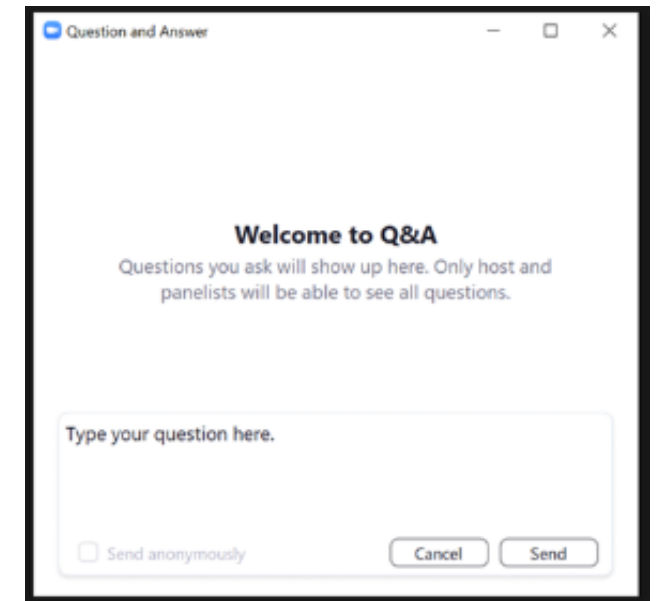 Question and Answer
Welcome to Q&A
Questions you ask will show up here. Only host and
panelists will be able to see all questions.
Type your question here.
Send anonymously
Cancel
Send